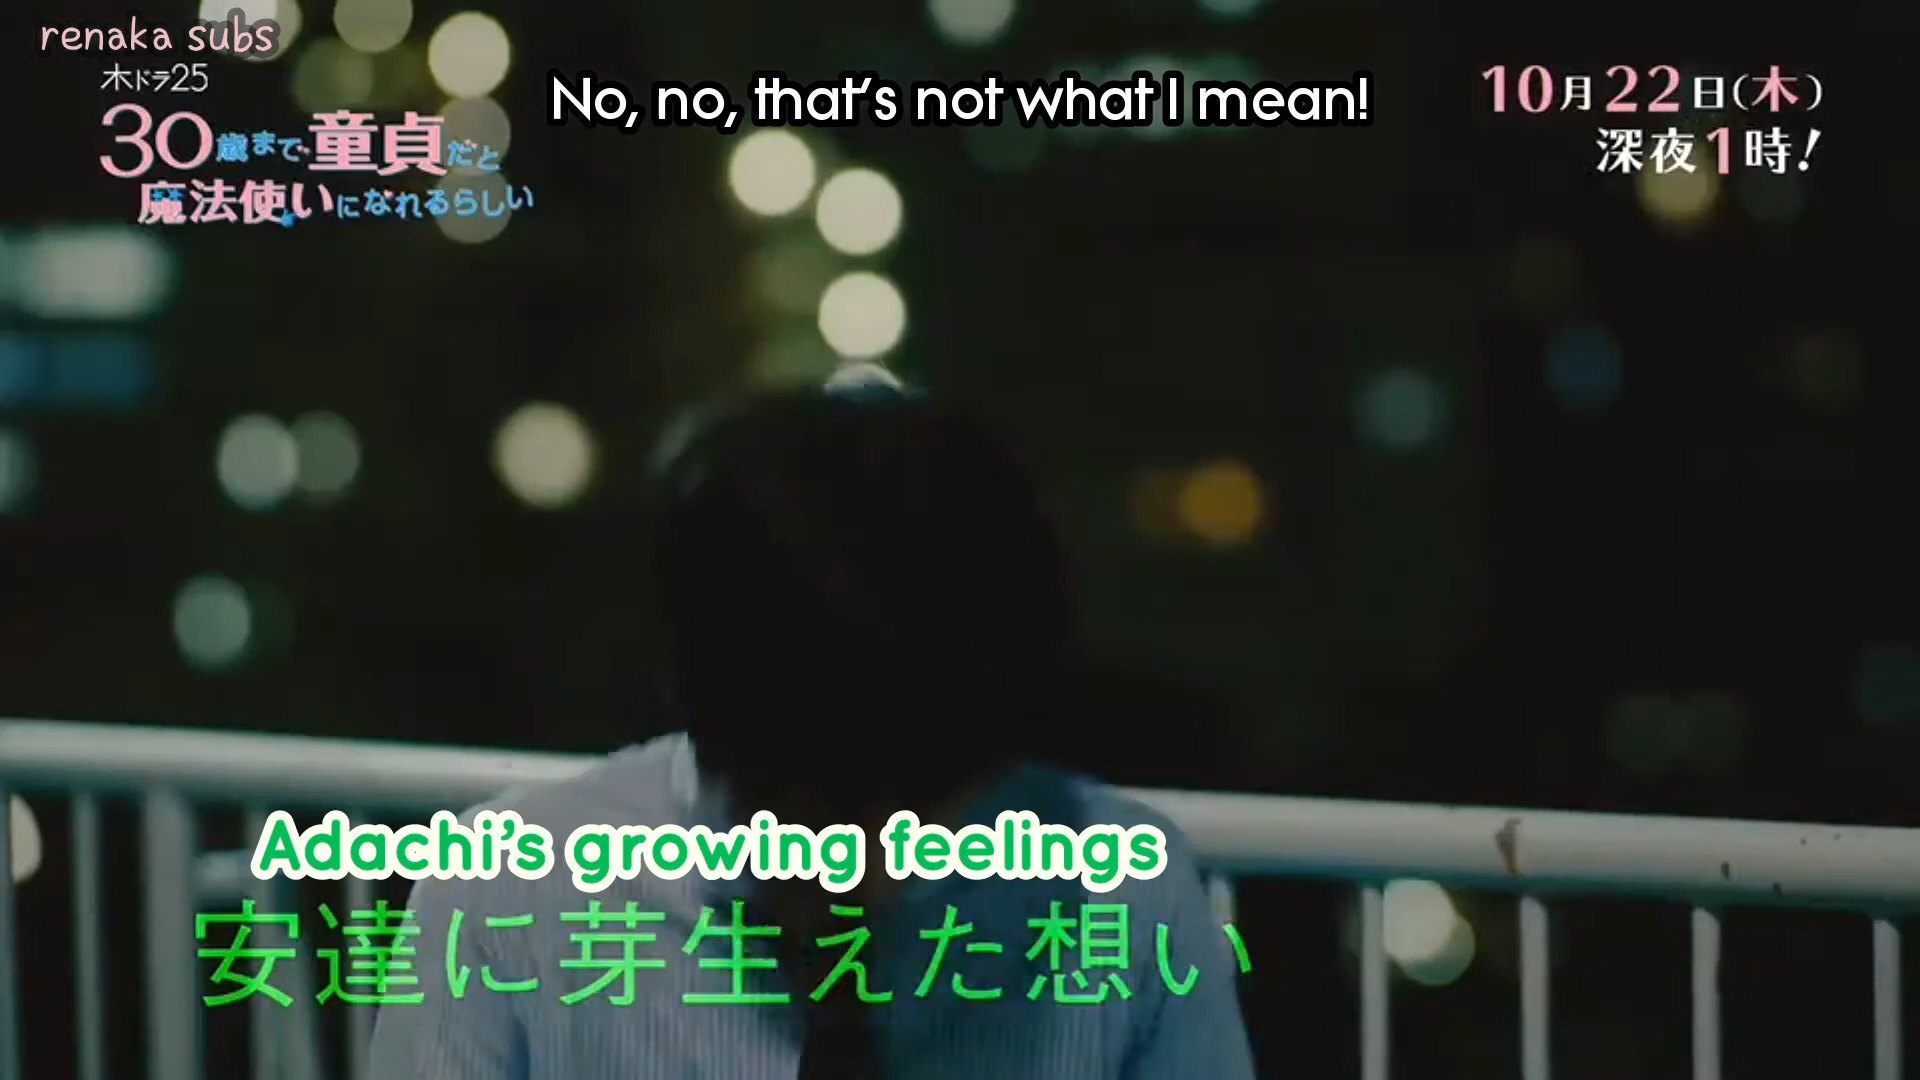 renaka subs
木ドラ25
30歳まで童貞だと
魔法使いになれるらしい
No, no, that's not what I mean!
10月22日(木)
深夜1時!
Adachi's growing feelings
安達に芽生えた想い